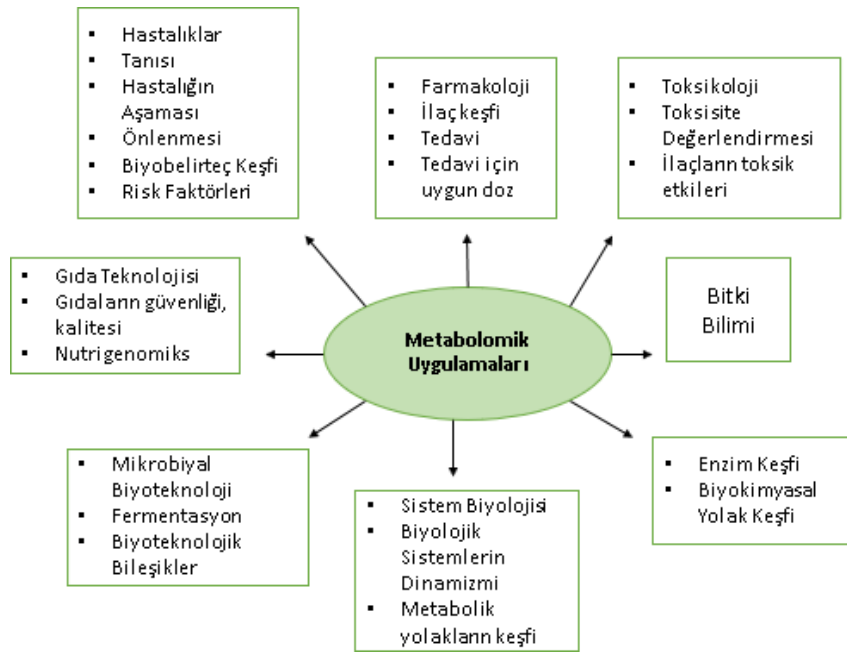 ▪ Hastalıklar
▪ Tanısı
▪ Hastalığın
Aşaması
▪ Önlenmesi
▪ Biyobelirteç Keşfi
▪ Risk Faktörleri
▪ Farmakoloji
▪ İlaç keşfi
▪ Tedavi
▪ Tedavi için
uygun doz
▪ Toksikoloji
▪ Toksisite
Değerlendirmesi
▪ İlaçların toksik
etkileri
▪ Gıda Teknolojisi
▪ Gıdaların güvenliği,
kalitesi
▪ Nutrigenomiks
Metabolomik
Uygulamaları
Bitki
Bilimi
▪ Mikrobiyal
Biyoteknoloji
▪ Fermentasyon
▪ Biyoteknolojik
Bileşikler
▪ Sistem Biyolojisi
▪ Biyolojik
Sistemlerin
Dinamizmi
▪ Metabolik
yolakların keşfi
▪ Enzim Keşfi
▪ Biyokimyasal
Yolak Keşfi